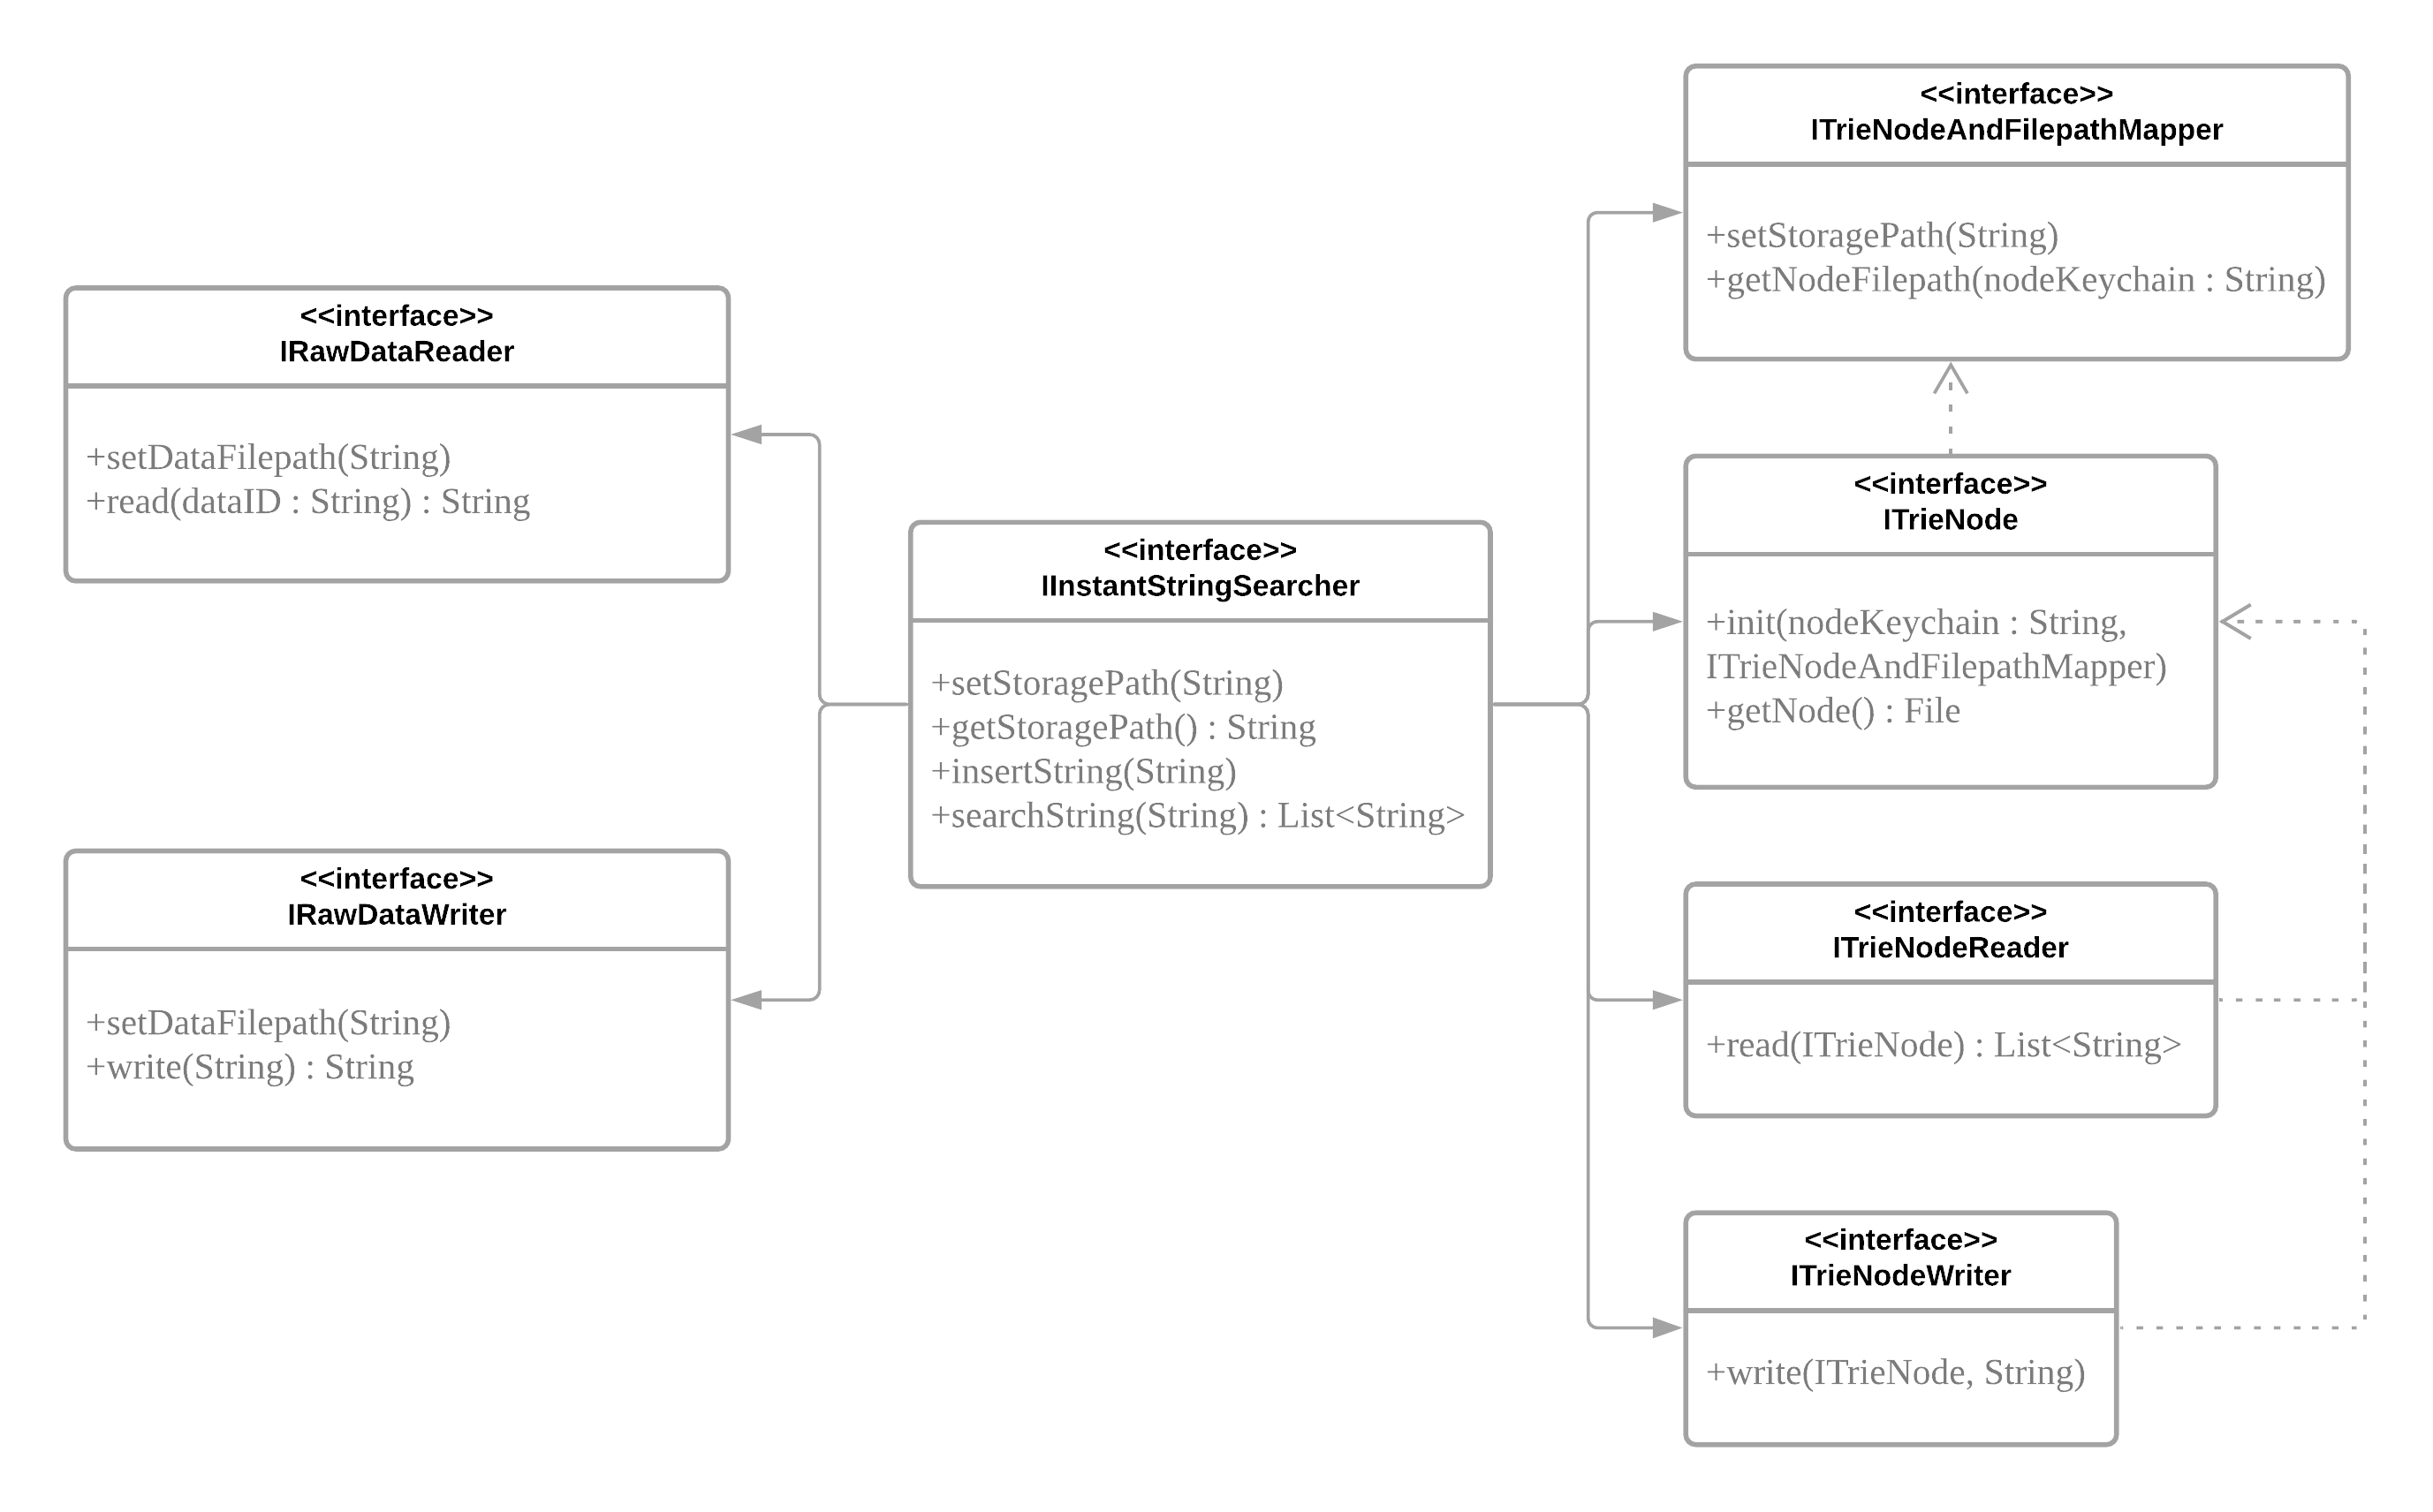 <<interface>>
ITrieNodeAndFilepathMapper
+setStoragePath(String)
+getNodeFilepath(nodeKeychain : String)
<<interface>>
IRawDataReader
+setDataFilepath(String)
+read(dataID : String) : String
<<interface>>
ITrieNode
+init(nodeKeychain : String,
ITrieNodeAndFilepathMapper)
+getNode() : File
<<interface>>
IInstantStringSearcher
+setStoragePath(String)
+getStoragePath() : String
+insertString(String)
+searchString(String) : List<String>
<<interface>>
IRawDataWriter
+setDataFilepath(String)
+write(String) : String
<<interface>>
ITrieNodeReader
+read(ITrieNode) : List<String>
<<interface>>
ITrieNodeWriter
+write(ITrieNode, String)